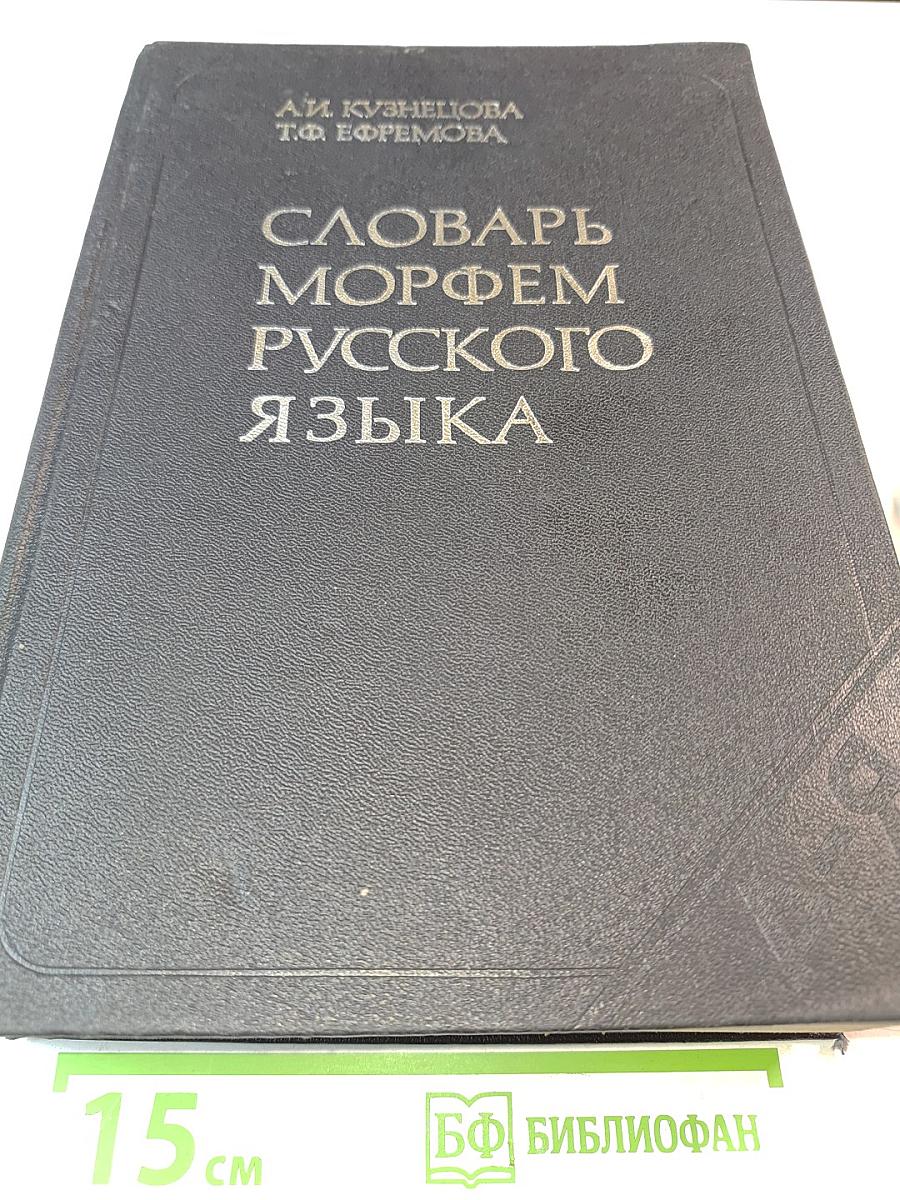 А.И. КУЗНЕЦОВА
Т.Ф. ЕФРЕМОВА
СЛОВАРЬ
МОРФЕМ
РУССКОГО
ЯЗЫКА
15 см
БФ БИБЛИОФАН